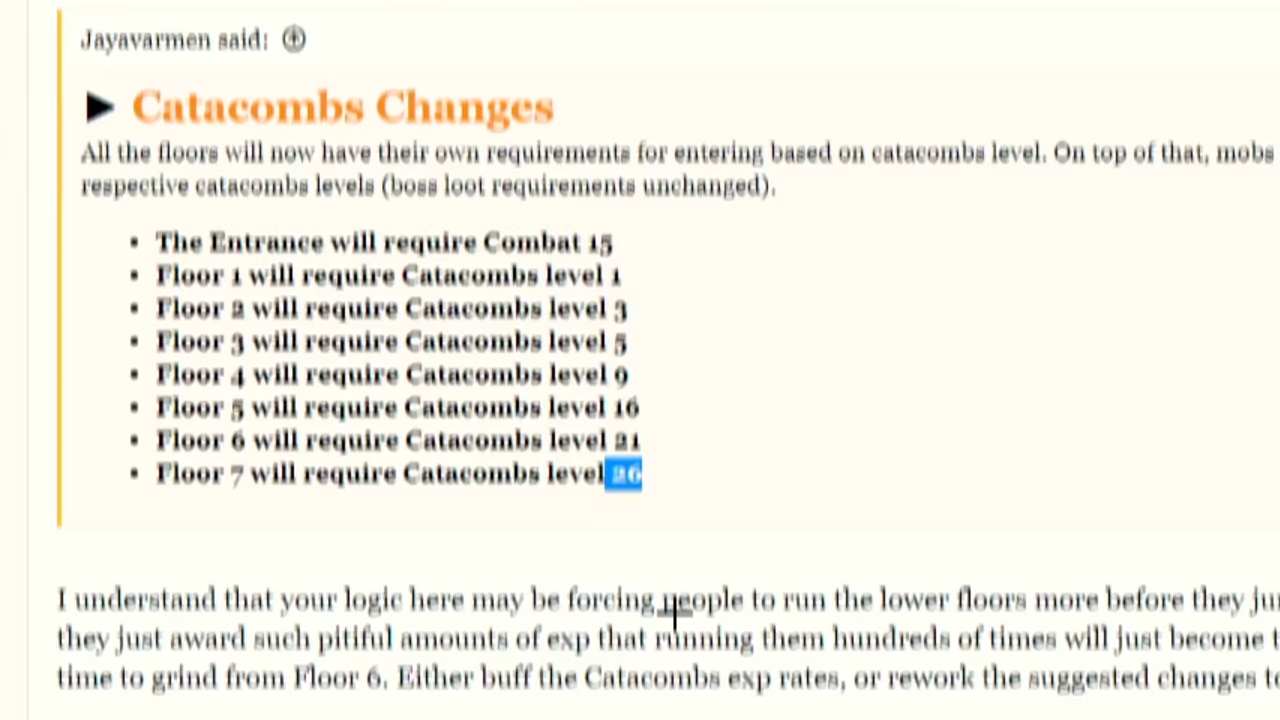 Jayavarmen said:
► Catacombs Changes
All the floors will now have their own requirements for entering based on catacombs level. On top of that, mobs
respective catacombs levels (boss loot requirements unchanged).
• The Entrance will require Combat 15
• Floor 1 will require Catacombs level 1
• Floor 2 will require Catacombs level 3
• Floor 3 will require Catacombs level 5
• Floor 4 will require Catacombs level 9
• Floor 5 will require Catacombs level 16
• Floor 6 will require Catacombs level 21
• Floor 7 will require Catacombs level 26
I understand that your logic here may be forcing people to run the lower floors more before they
they just award such pitiful amounts of exp that running them hundreds of times will just become
time to grind from Floor 6. Either buff the Catacombs exp rates, or rework the suggested changes